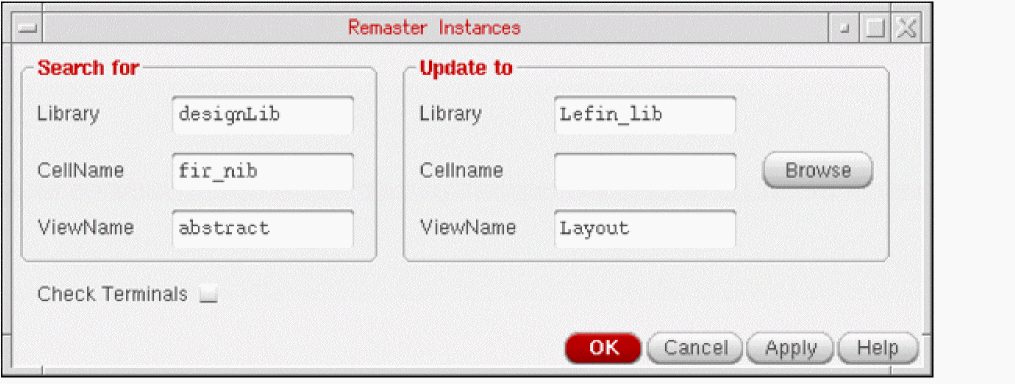 Remaster Instances
Search for Update to
Library designLib Library Lefin_lib
CellName fir_nib Cellname Browse
ViewName abstract ViewName Layout
Check Terminals
OK Cancel Apply Help